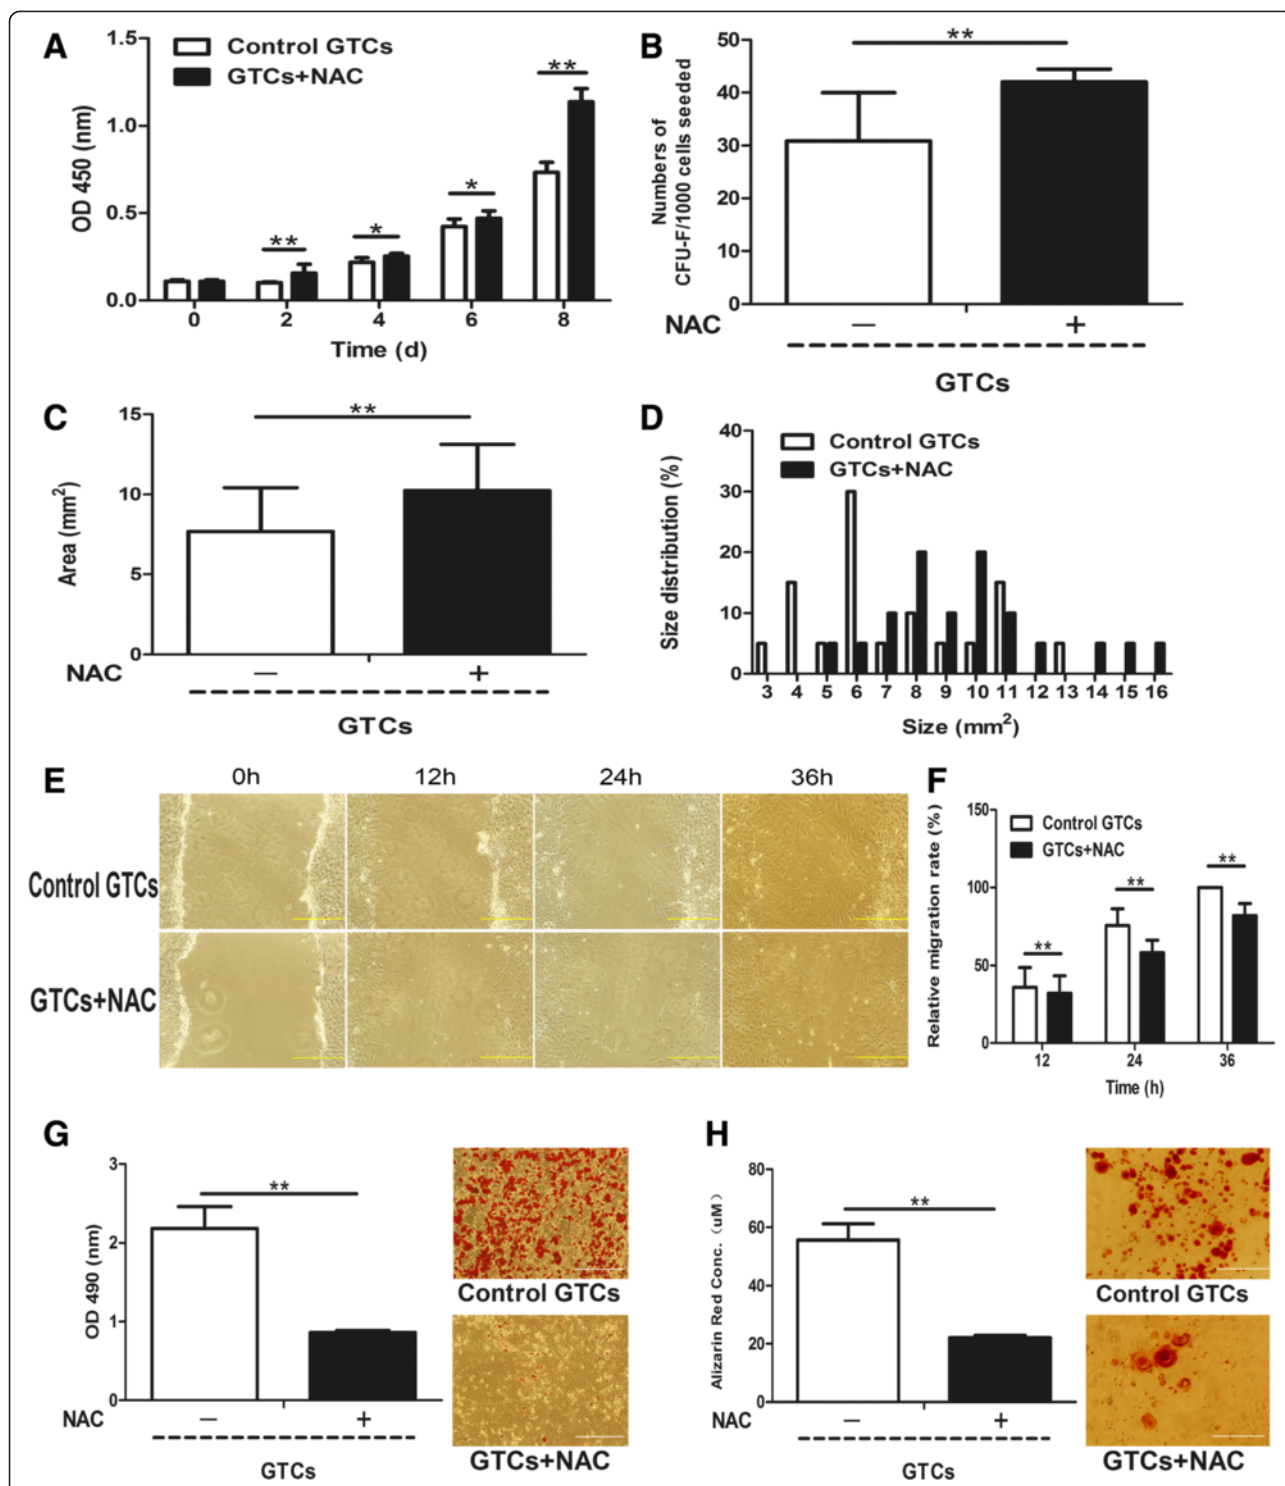 A
1.5
1.0
0.5
0.0
OD 450 (nm)
Control GTCs
GTCs+NAC
**
*
*
**
0 2 4 6 8
Time (d)
B
50
40
30
20
10
0
Numbers of
CFU-F/1000 cells seeded
**
NAC — +
GTCs
C
15
10
5
0
Area (mm²)
**
NAC — +
GTCs
D
40
30
20
10
0
Size distribution (%)
Control GTCs
GTCs+NAC
3 4 5 6 7 8 9 10 11 12 13 14 15 16
Size (mm²)
E
0h 12h 24h 36h
Control GTCs
GTCs+NAC
F
150
100
50
0
Relative migration rate (%)
Control GTCs
GTCs+NAC
**
**
**
12 24 36
Time (h)
G
3
2
1
0
OD 490 (nm)
**
NAC — +
GTCs
Control GTCs
GTCs+NAC
H
80
60
40
20
0
Alizarin Red Conc. （uM）
**
NAC — +
GTCs
Control GTCs
GTCs+NAC